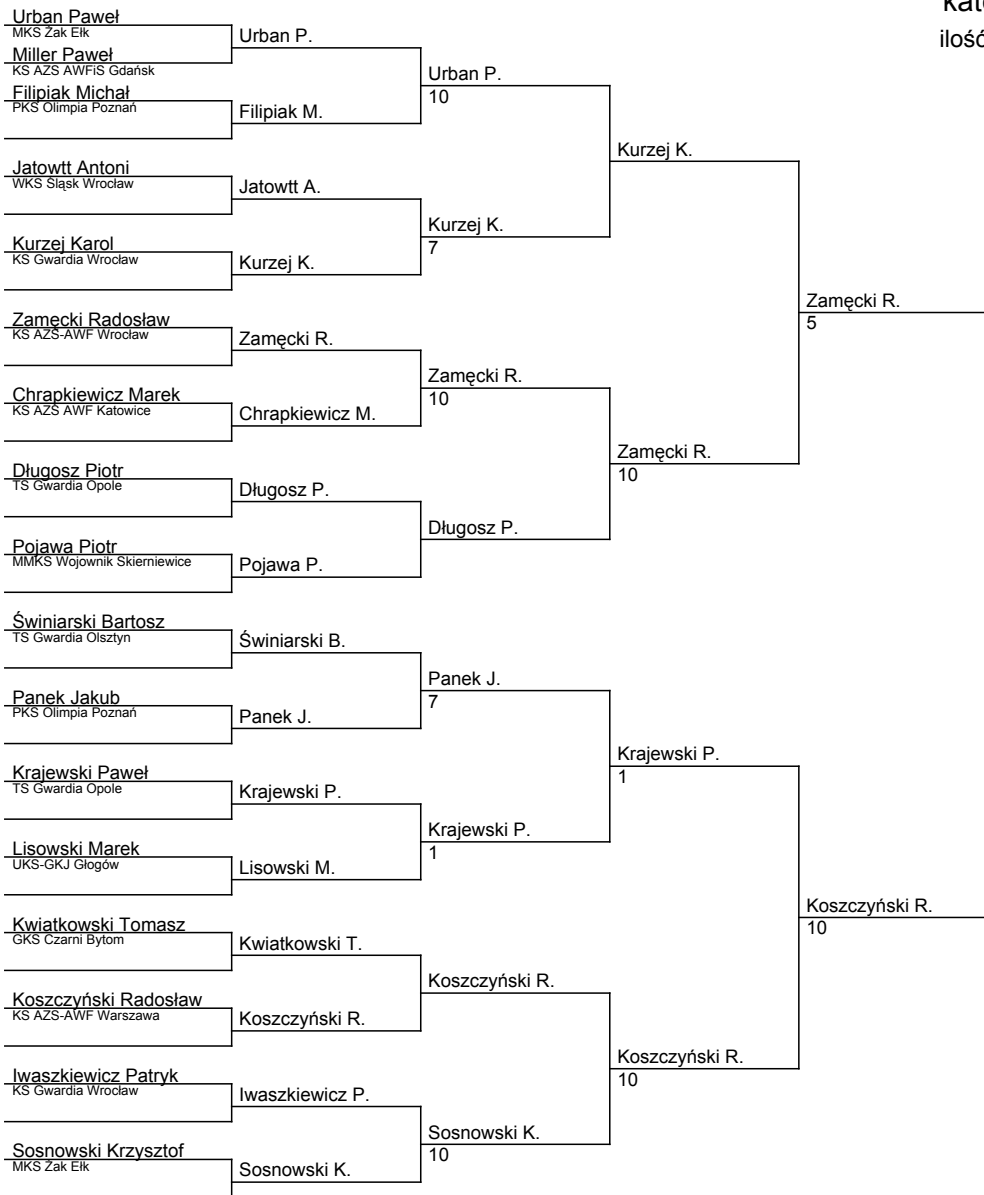 kat
ilość
Urban Paweł
MKS Żak Ełk
Miller Paweł
KS AZS AWFiS Gdańsk
Filipiak Michał
PKS Olimpia Poznań
Jatowtt Antoni
WKS Śląsk Wrocław
Kurzej Karol
KS Gwardia Wrocław
Zamęcki Radosław
KS AZS-AWF Wrocław
Chrapkiewicz Marek
KS AZS AWF Katowice
Długosz Piotr
TS Gwardia Opole
Pojawa Piotr
MMKS Wojownik Skierniewice
Świniarski Bartosz
TS Gwardia Olsztyn
Panek Jakub
PKS Olimpia Poznań
Krajewski Paweł
TS Gwardia Opole
Lisowski Marek
UKS-GKJ Głogów
Kwiatkowski Tomasz
GKS Czarni Bytom
Koszczyński Radosław
KS AZS-AWF Warszawa
Iwaszkiewicz Patryk
KS Gwardia Wrocław
Sosnowski Krzysztof
MKS Żak Ełk
Urban P.
Filipiak M.
Jatowtt A.
Kurzej K.
Zamęcki R.
Chrapkiewicz M.
Długosz P.
Pojawa P.
Świniarski B.
Panek J.
Krajewski P.
Lisowski M.
Kwiatkowski T.
Koszczyński R.
Iwaszkiewicz P.
Sosnowski K.
Urban P.
10
Kurzej K.
7
Zamęcki R.
10
Długosz P.
Panek J.
7
Krajewski P.
1
Koszczyński R.
Sosnowski K.
10
Kurzej K.
Zamęcki R.
10
Krajewski P.
1
Koszczyński R.
10
Zamęcki R.
5
Koszczyński R.
10